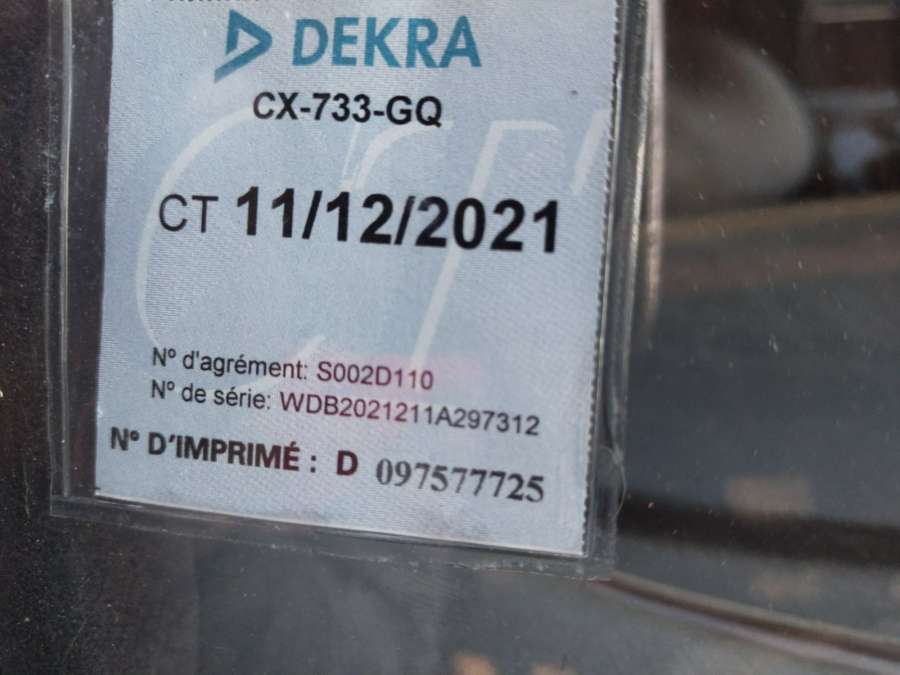 DEKRA
CX-733-GQ
CT 11/12/2021
N° d'agrément: S002D110
N° de série: WDB2021211A297312
N° D'IMPRIMÉ : D 097577725